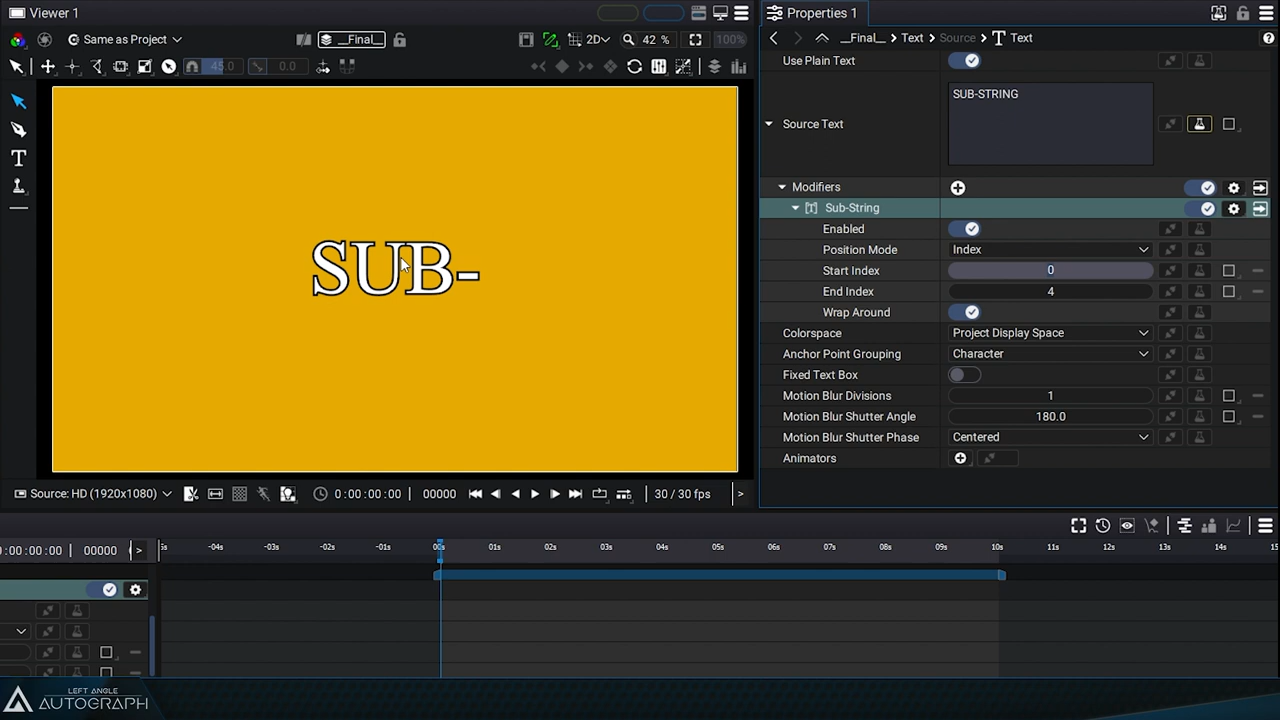 Viewer 1
Properties 1
Same as Project
__Final__
2D
42 %
100%
__Final__ > Text > Source > Text
45.0
0.0
Use Plain Text
SUB-STRING
Source Text
Modifiers
Sub-String
Enabled
Position Mode
Index
Start Index
0
End Index
4
Wrap Around
Colorspace
Project Display Space
Anchor Point Grouping
Character
Fixed Text Box
Motion Blur Divisions
1
Motion Blur Shutter Angle
180.0
Motion Blur Shutter Phase
Centered
Animators
SUB-
Source: HD (1920x1080)
0:00:00:00
00000
30 / 30 fps
0:00:00:00
00000
-04s
-03s
-02s
-01s
00s
01s
02s
03s
04s
05s
06s
07s
08s
09s
10s
11s
12s
13s
14s
LEFT ANGLE
AUTOGRAPH